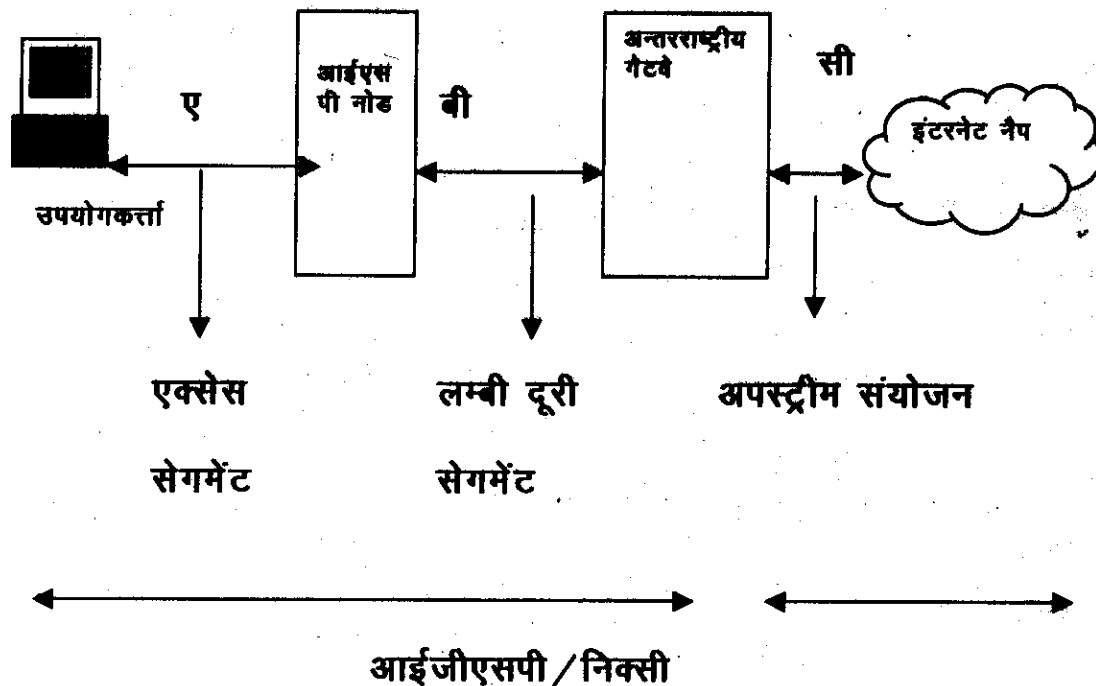 अन्तरराष्ट्रीय
गैटवे
सी
आईएस
पी नोड
ए
बी
इंटरनेट नैप
उपयोगकर्त्ता
एक्सेस
सेगमेंट
लम्बी दूरी
सेगमेंट
अपस्ट्रीम संयोजन
आईजीएसपी/निक्सी